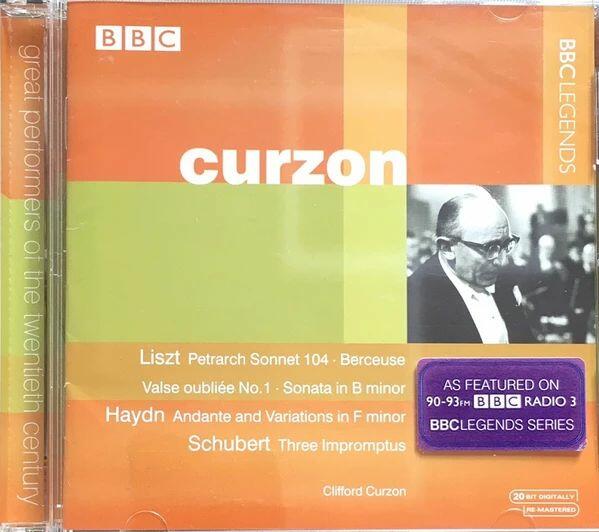 great performers of the twentieth century
BBC
BBC LEGENDS
curzon
Liszt Petrarch Sonnet 104 · Berceuse
Valse oubliée No.1 · Sonata in B minor
Haydn Andante and Variations in F minor
Schubert Three Impromptus
Clifford Curzon
AS FEATURED ON
90-93FM BBC RADIO 3
BBCLEGENDS SERIES
20 BIT DIGITALLY
RE-MASTERED